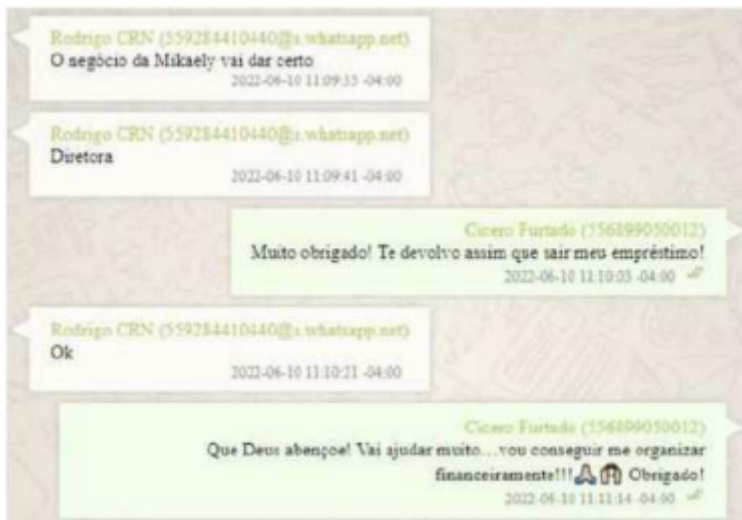 Rodrigo CRN (559284410440@s.whatsapp.net)
O negócio da Mikaely vai dar certo
2022-06-10 11:09:35 -04:00
Rodrigo CRN (559284410440@s.whatsapp.net)
Diretora
2022-06-10 11:09:41 -04:00
Cicero Furtado (556899050012)
Muito obrigado! Te devolvo assim que sair meu empréstimo!
2022-06-10 11:10:03 -04:00
Rodrigo CRN (559284410440@s.whatsapp.net)
Ok
2022-06-10 11:10:21 -04:00
Cicero Furtado (556899050012)
Que Deus abençoe! Vai ajudar muito…vou conseguir me organizar
financeiramente!!!🙏 Obrigado!
2022-06-10 11:11:14 -04:00